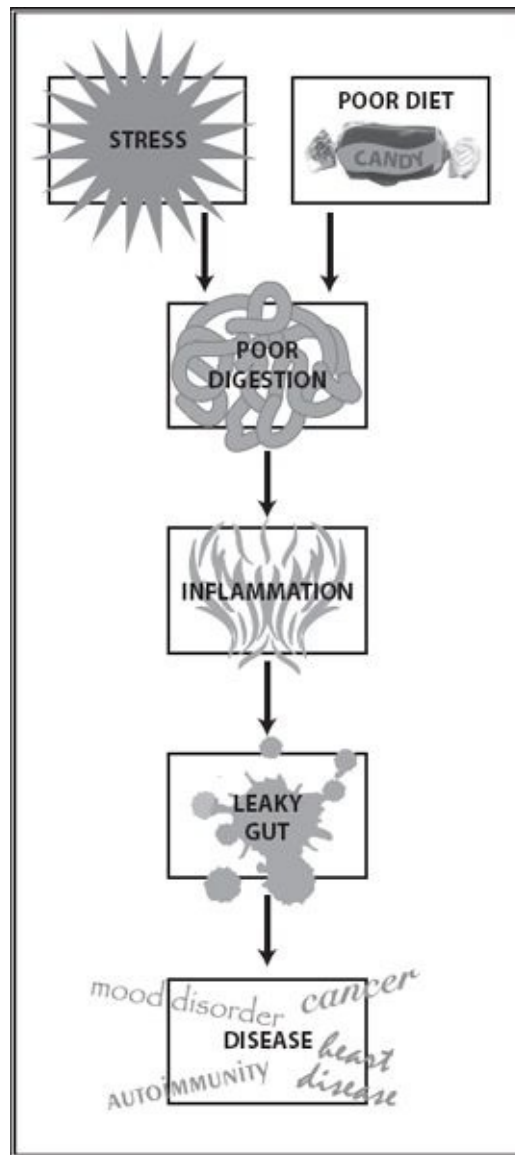 STRESS
POOR DIET
CANDY
POOR
DIGESTION
INFLAMMATION
LEAKY
GUT
mood disorder
cancer
DISEASE
heart
disease
AUTOiMMUNiTY